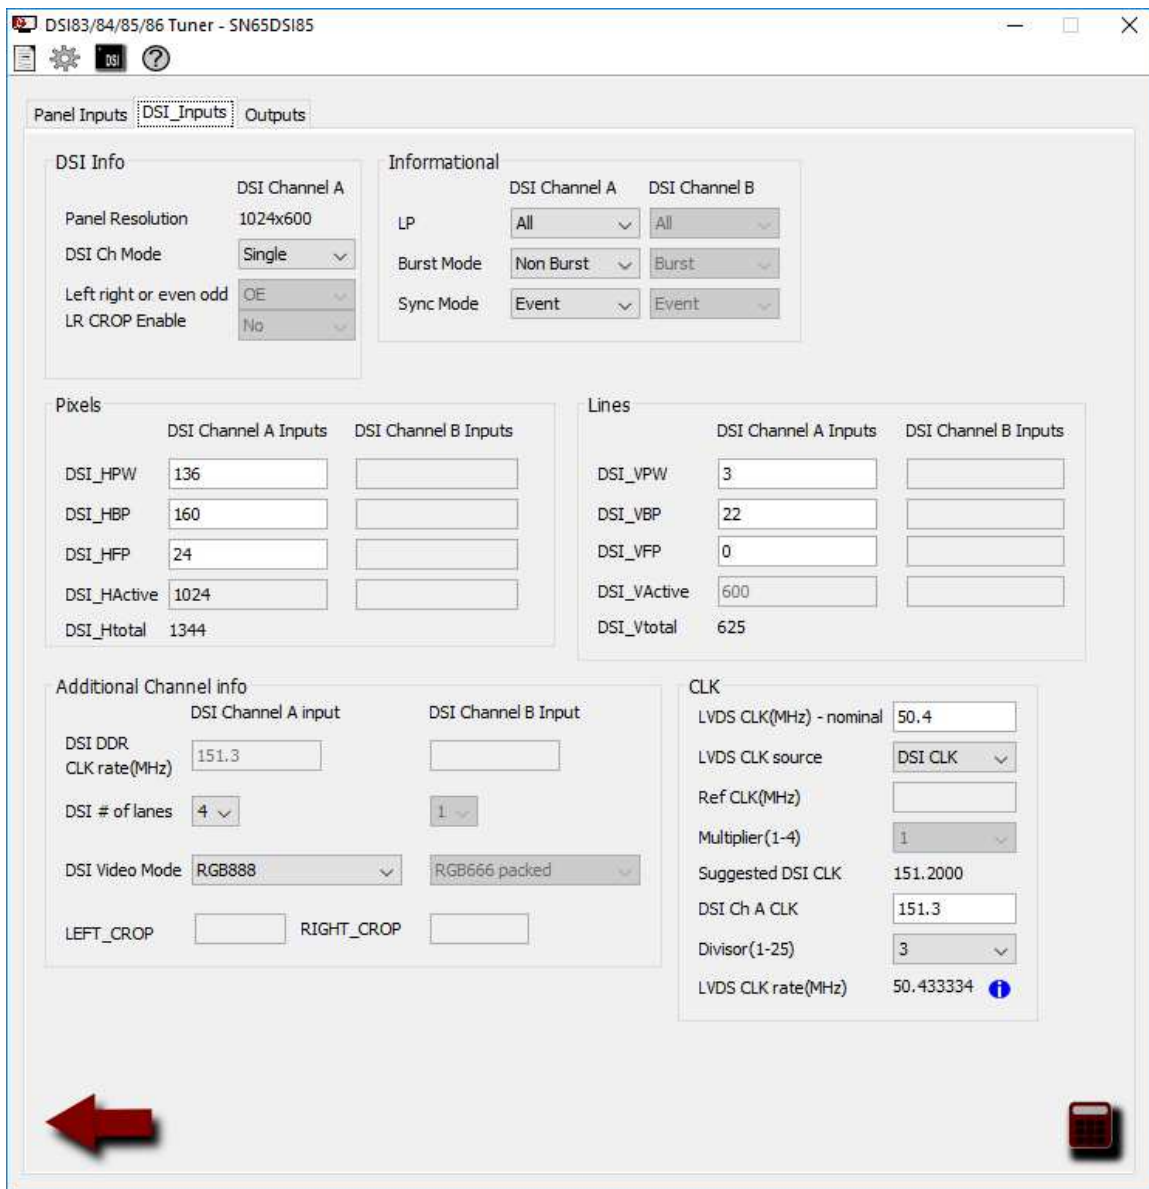 DSI83/84/85/86 Tuner - SN65DSI85
DSI
Panel Inputs DSI_Inputs Outputs
DSI Info
DSI Channel A
Panel Resolution 1024x600
DSI Ch Mode Single
Left right or even odd OE
LR CROP Enable No
Informational
DSI Channel A DSI Channel B
LP All All
Burst Mode Non Burst Burst
Sync Mode Event Event
Pixels
DSI Channel A Inputs DSI Channel B Inputs
DSI_HPW 136
DSI_HBP 160
DSI_HFP 24
DSI_HActive 1024
DSI_Htotal 1344
Lines
DSI Channel A Inputs DSI Channel B Inputs
DSI_VPW 3
DSI_VBP 22
DSI_VFP 0
DSI_VActive 600
DSI_Vtotal 625
Additional Channel info
DSI Channel A input DSI Channel B Input
DSI DDR
CLK rate(MHz) 151.3
DSI # of lanes 4 1
DSI Video Mode RGB888 RGB666 packed
LEFT_CROP RIGHT_CROP
CLK
LVDS CLK(MHz) - nominal 50.4
LVDS CLK source DSI CLK
Ref CLK(MHz)
Multiplier(1-4) 1
Suggested DSI CLK 151.2000
DSI Ch A CLK 151.3
Divisor(1-25) 3
LVDS CLK rate(MHz) 50.433334